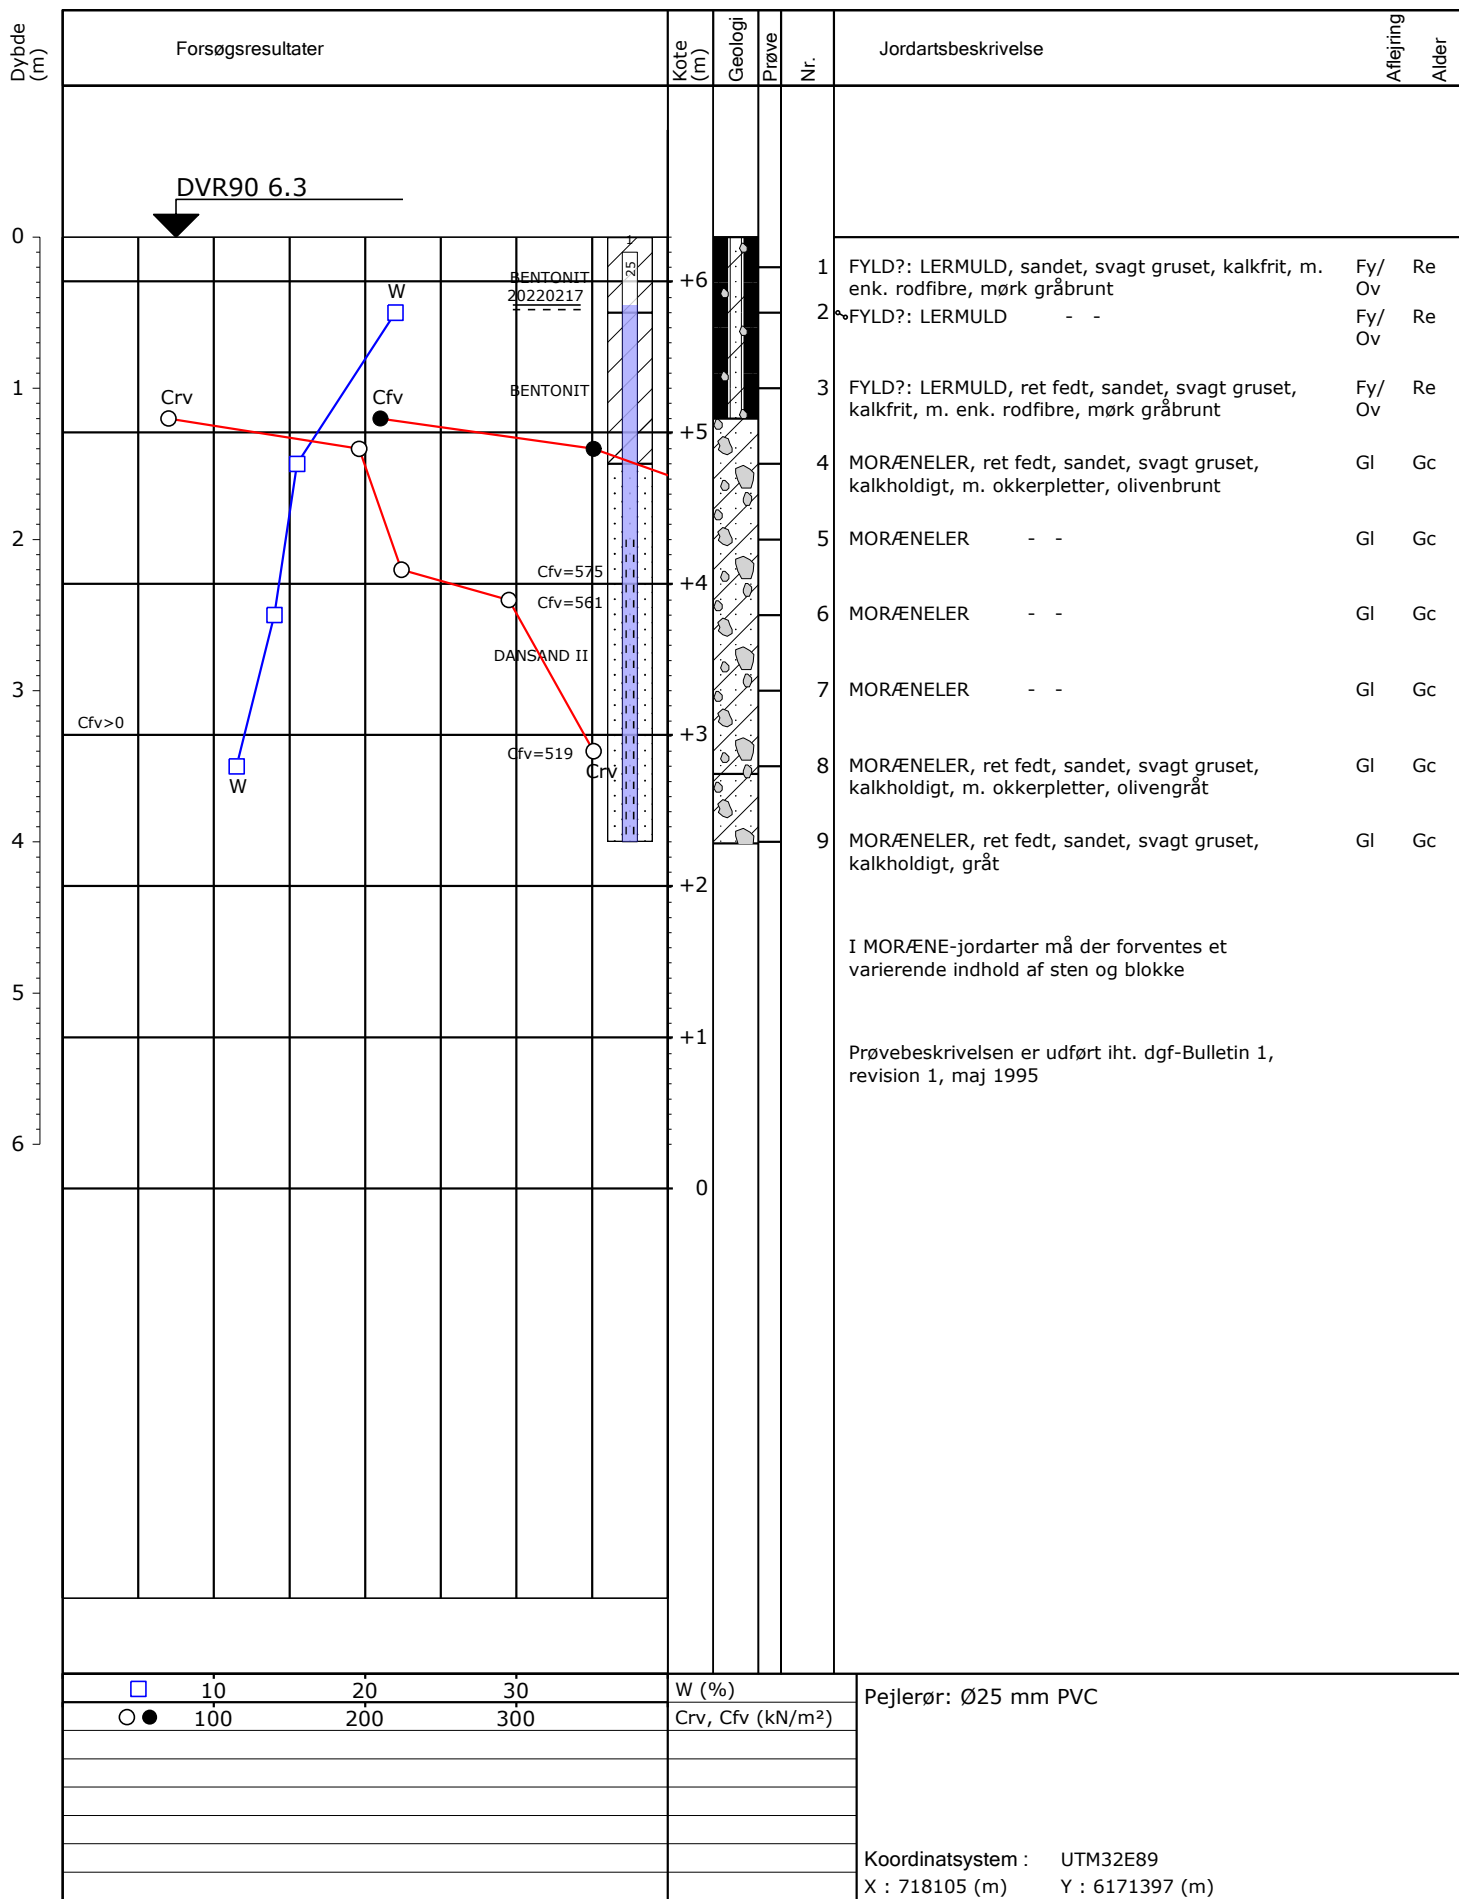 Dybde (m)
Forsøgsresultater
Kote (m)
Geologi
Prøve
Nr.
Jordartsbeskrivelse
Aflejring
Alder
DVR90 6.3
0
1
2
3
4
5
6
+6
+5
+4
+3
+2
+1
0
1
25
BENTONIT
20220217
W
BENTONIT
Crv
Cfv
Cfv=575
Cfv=561
DANSAND II
Cfv>0
Cfv=519
Crv
W
1 FYLD?: LERMULD, sandet, svagt gruset, kalkfrit, m. Fy/ Re
enk. rodfibre, mørk gråbrunt Ov
2 FYLD?: LERMULD - - Fy/ Re
Ov
3 FYLD?: LERMULD, ret fedt, sandet, svagt gruset, Fy/ Re
kalkfrit, m. enk. rodfibre, mørk gråbrunt Ov
4 MORÆNELER, ret fedt, sandet, svagt gruset, Gl Gc
kalkholdigt, m. okkerpletter, olivenbrunt
5 MORÆNELER - - Gl Gc
6 MORÆNELER - - Gl Gc
7 MORÆNELER - - Gl Gc
8 MORÆNELER, ret fedt, sandet, svagt gruset, Gl Gc
kalkholdigt, m. okkerpletter, olivengråt
9 MORÆNELER, ret fedt, sandet, svagt gruset, Gl Gc
kalkholdigt, gråt
I MORÆNE-jordarter må der forventes et
varierende indhold af sten og blokke
Prøvebeskrivelsen er udført iht. dgf-Bulletin 1,
revision 1, maj 1995
10 20 30 W (%)
100 200 300 Crv, Cfv (kN/m²)
Pejlerør: Ø25 mm PVC
Koordinatsystem : UTM32E89
X : 718105 (m) Y : 6171397 (m)